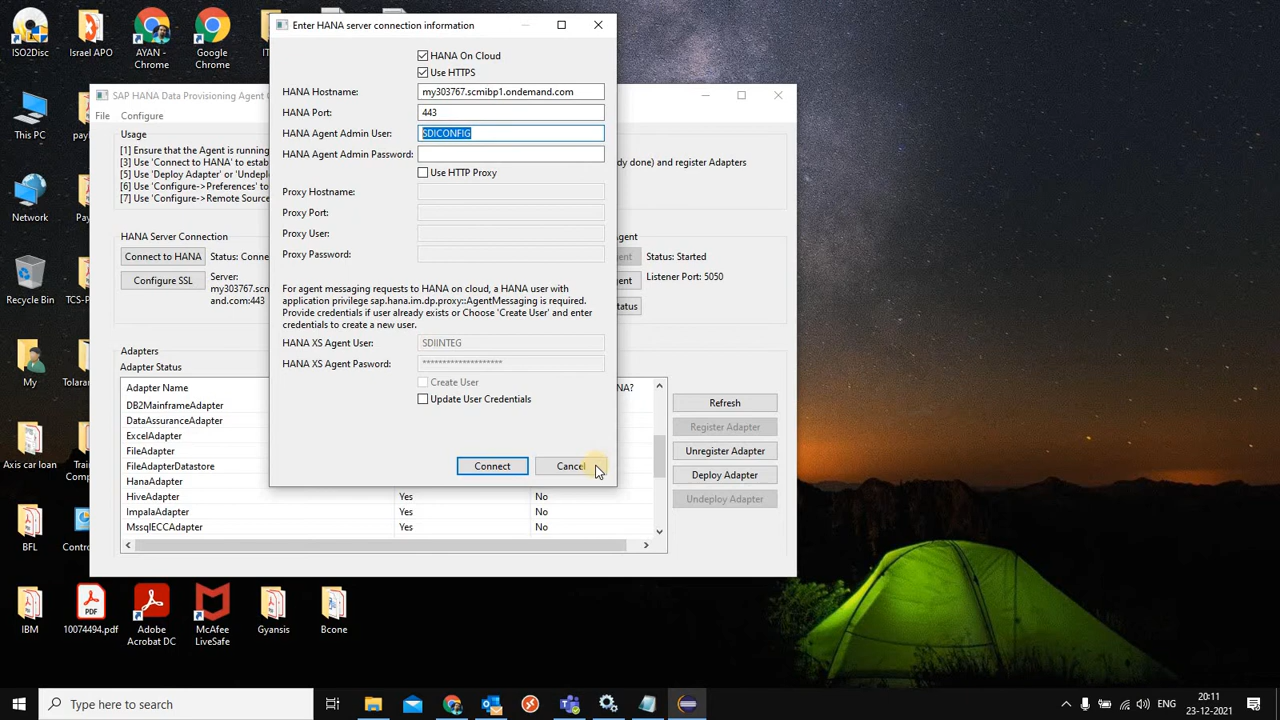 ISO2Disc
Israel APO
AYAN -
Chrome
Google
Chrome
This PC
Network
Recycle Bin
TCS-P
My
Tolaran
Axis car loan
BFL
Contro
IBM
10074494.pdf
Adobe
Acrobat DC
McAfee
LiveSafe
Gyansis
Bcone
SAP HANA Data Provisioning Agent C
File Configure
Usage
[1] Ensure that the Agent is running
[3] Use 'Connect to HANA' to estab
[5] Use 'Deploy Adapter' or 'Undepl
[6] Use 'Configure->Preferences' to
[7] Use 'Configure->Remote Source
dy done) and register Adapters
HANA Server Connection
Connect to HANA Status: Conne
Configure SSL
Server:
my303767.sc
and.com:443
gent
ent Status: Started
gent Listener Port: 5050
tatus
Adapters
Adapter Status
Adapter Name NA?
DB2MainframeAdapter
DataAssuranceAdapter
ExcelAdapter
FileAdapter
FileAdapterDatastore
HanaAdapter
HiveAdapter Yes No
ImpalaAdapter Yes No
MssqlECCAdapter Yes No
Refresh
Register Adapter
Unregister Adapter
Deploy Adapter
Undeploy Adapter
Enter HANA server connection information
HANA On Cloud
Use HTTPS
HANA Hostname: my303767.scmibp1.ondemand.com
HANA Port: 443
HANA Agent Admin User: SDICONFIG
HANA Agent Admin Password:
Use HTTP Proxy
Proxy Hostname:
Proxy Port:
Proxy User:
Proxy Password:
For agent messaging requests to HANA on cloud, a HANA user with
application privilege sap.hana.im.dp.proxy::AgentMessaging is required.
Provide credentials if user already exists or Choose 'Create User' and enter
credentials to create a new user.
HANA XS Agent User: SDIINTEG
HANA XS Agent Pasword: ********************
Create User
Update User Credentials
Connect Cancel
Type here to search
ENG
20:11
23-12-2021